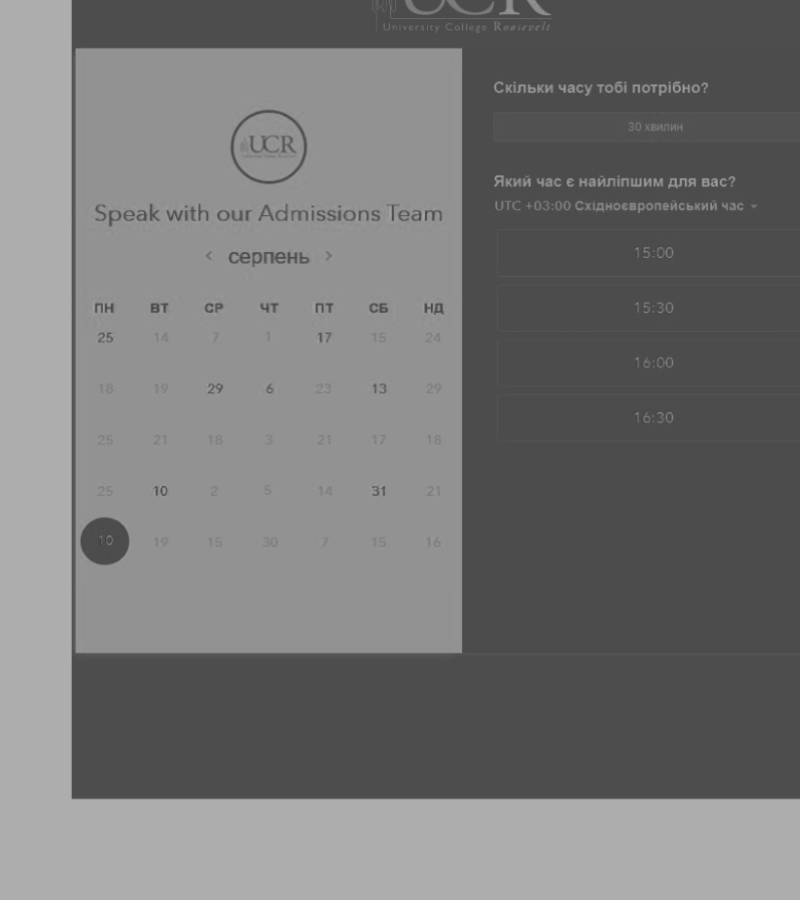 UCR
University College Roosevelt
UCR
Speak with our Admissions Team
< серпень >
ПН ВТ СР ЧТ ПТ СБ НД
25 14 7 1 17 15 24
18 19 29 6 23 13 29
25 21 18 3 21 17 18
25 10 2 5 14 31 21
10 19 15 30 7 15 16
Скільки часу тобі потрібно?
30 хвилин
Який час є найліпшим для вас?
UTC +03:00 Східноєвропейський час
15:00
15:30
16:00
16:30